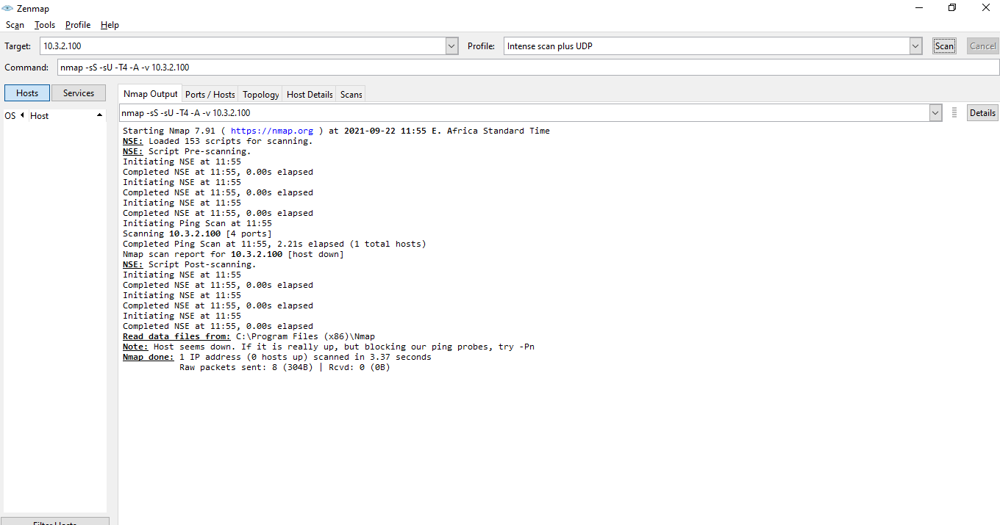 Zenmap
Scan Tools Profile Help
Target: 10.3.2.100 Profile: Intense scan plus UDP Scan Cancel
Command: nmap -sS -sU -T4 -A -v 10.3.2.100
Hosts Services
OS Host
Nmap Output Ports / Hosts Topology Host Details Scans
nmap -sS -sU -T4 -A -v 10.3.2.100 Details
Starting Nmap 7.91 ( https://nmap.org ) at 2021-09-22 11:55 E. Africa Standard Time
NSE: Loaded 153 scripts for scanning.
NSE: Script Pre-scanning.
Initiating NSE at 11:55
Completed NSE at 11:55, 0.00s elapsed
Initiating NSE at 11:55
Completed NSE at 11:55, 0.00s elapsed
Initiating NSE at 11:55
Completed NSE at 11:55, 0.00s elapsed
Initiating Ping Scan at 11:55
Scanning 10.3.2.100 [4 ports]
Completed Ping Scan at 11:55, 2.21s elapsed (1 total hosts)
Nmap scan report for 10.3.2.100 [host down]
NSE: Script Post-scanning.
Initiating NSE at 11:55
Completed NSE at 11:55, 0.00s elapsed
Initiating NSE at 11:55
Completed NSE at 11:55, 0.00s elapsed
Initiating NSE at 11:55
Completed NSE at 11:55, 0.00s elapsed
Read data files from: C:\Program Files (x86)\Nmap
Note: Host seems down. If it is really up, but blocking our ping probes, try -Pn
Nmap done: 1 IP address (0 hosts up) scanned in 3.37 seconds
Raw packets sent: 8 (304B) | Rcvd: 0 (0B)
Filter Hosts